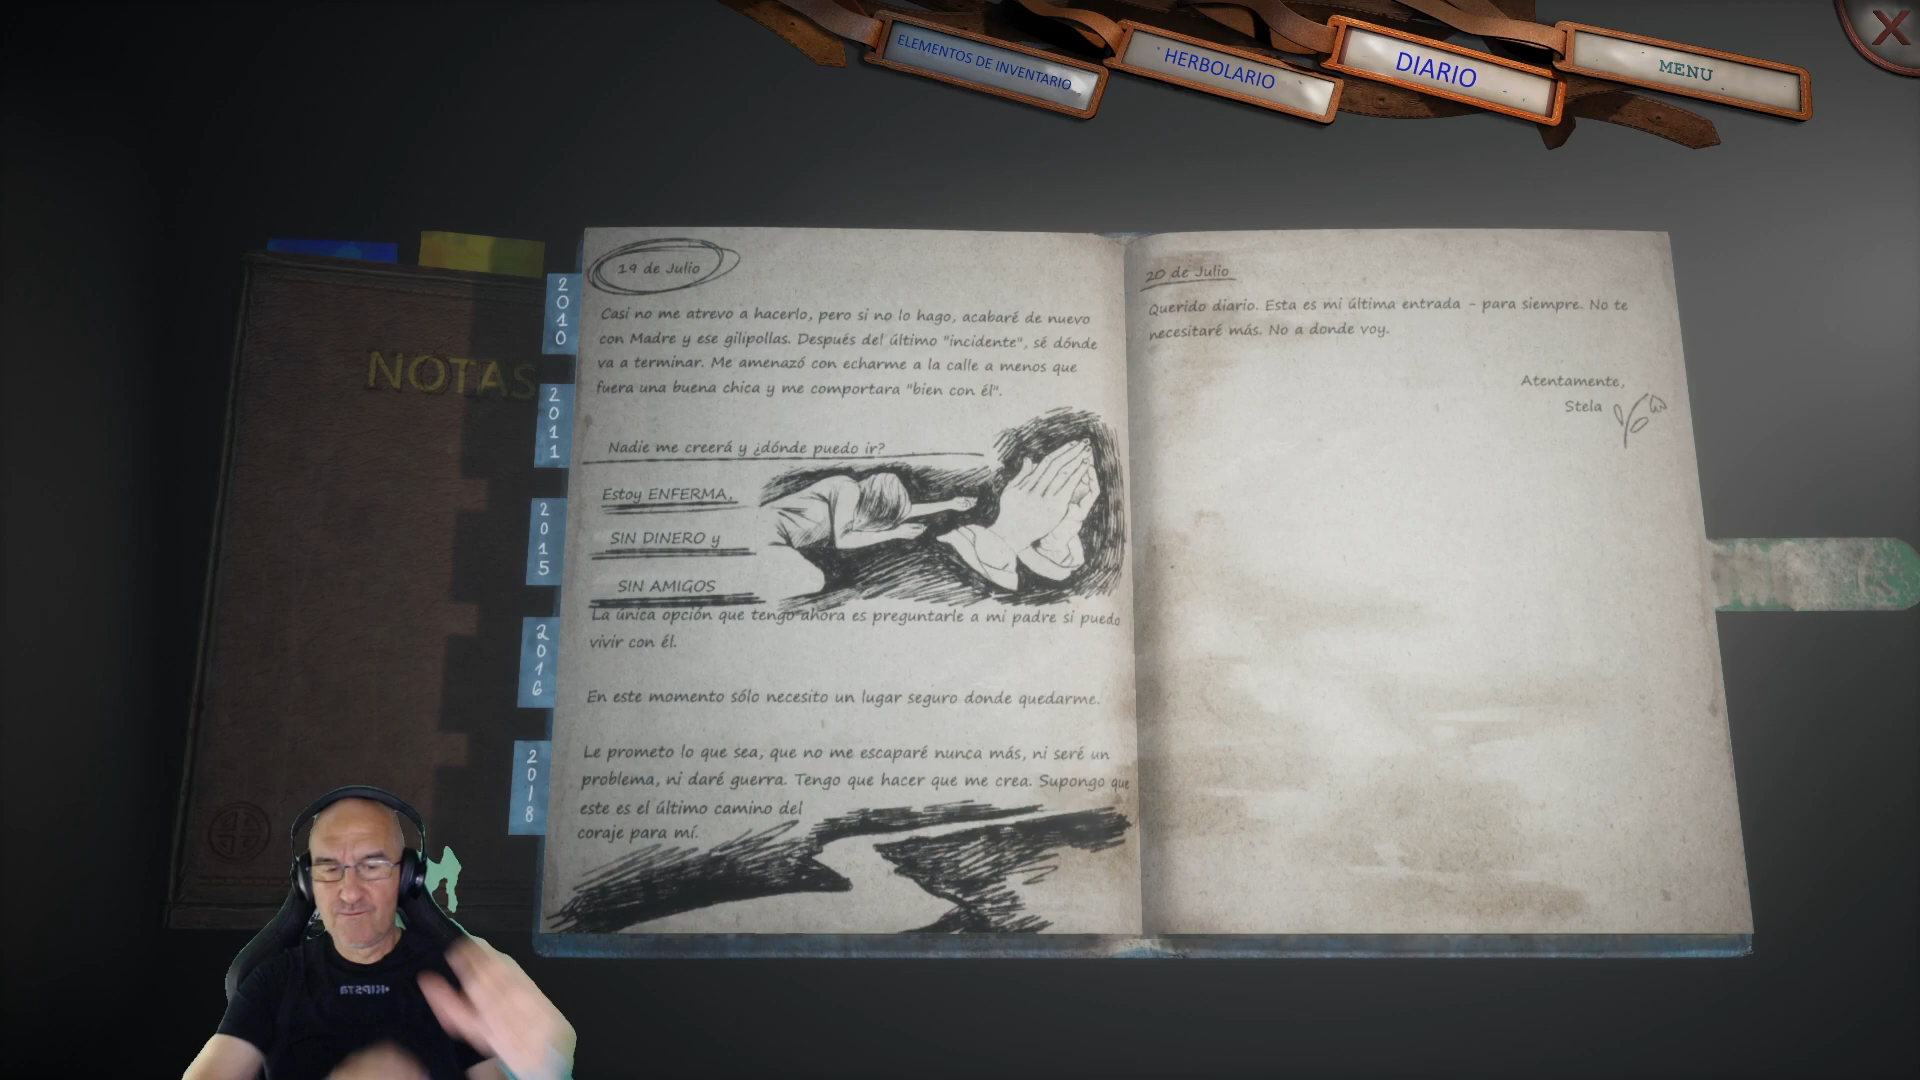 ELEMENTOS DE INVENTARIO
HERBOLARIO
DIARIO
MENU
NOTAS
2010
2011
2015
2016
2018
19 de Julio
Casi no me atrevo a hacerlo, pero si no lo hago, acabaré de nuevo
con Madre y ese gilipollas. Después del último "incidente", sé dónde
va a terminar. Me amenazó con echarme a la calle a menos que
fuera una buena chica y me comportara "bien con él".
Nadie me creerá y ¿dónde puedo ir?
Estoy ENFERMA,
SIN DINERO y
SIN AMIGOS
La única opción que tengo ahora es preguntarle a mi padre si puedo
vivir con él.
En este momento sólo necesito un lugar seguro donde quedarme.
Le prometo lo que sea, que no me escaparé nunca más, ni seré un
problema, ni daré guerra. Tengo que hacer que me crea. Supongo que
este es el último camino del
coraje para mí.
20 de Julio
Querido diario. Esta es mi última entrada - para siempre. No te
necesitaré más. No a donde voy.
Atentamente,
Stela
KIPSTA